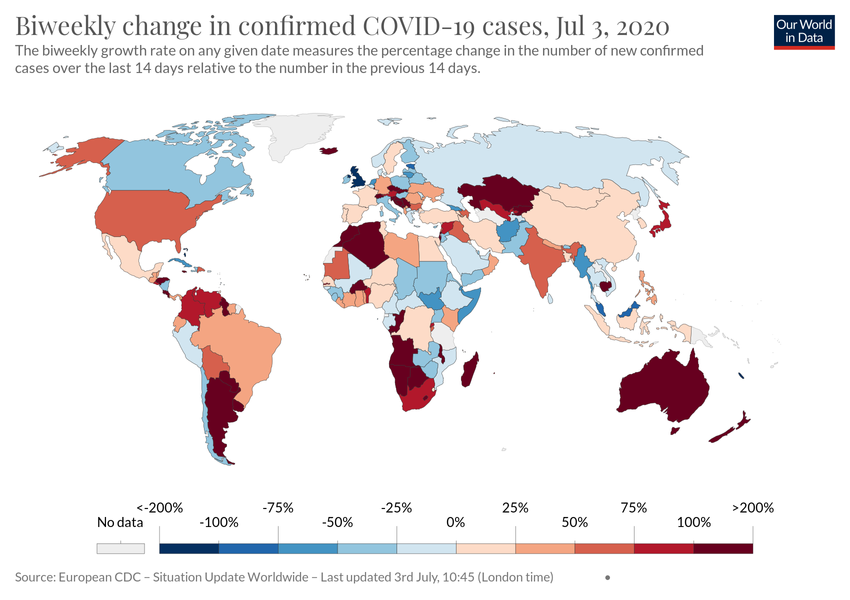 Biweekly change in confirmed COVID-19 cases, Jul 3, 2020
Our World
in Data
The biweekly growth rate on any given date measures the percentage change in the number of new confirmed
cases over the last 14 days relative to the number in the previous 14 days.
<-200% -75% -25% 25% 75% >200%
No data -100% -50% 0% 50% 100%
Source: European CDC – Situation Update Worldwide – Last updated 3rd July, 10:45 (London time)